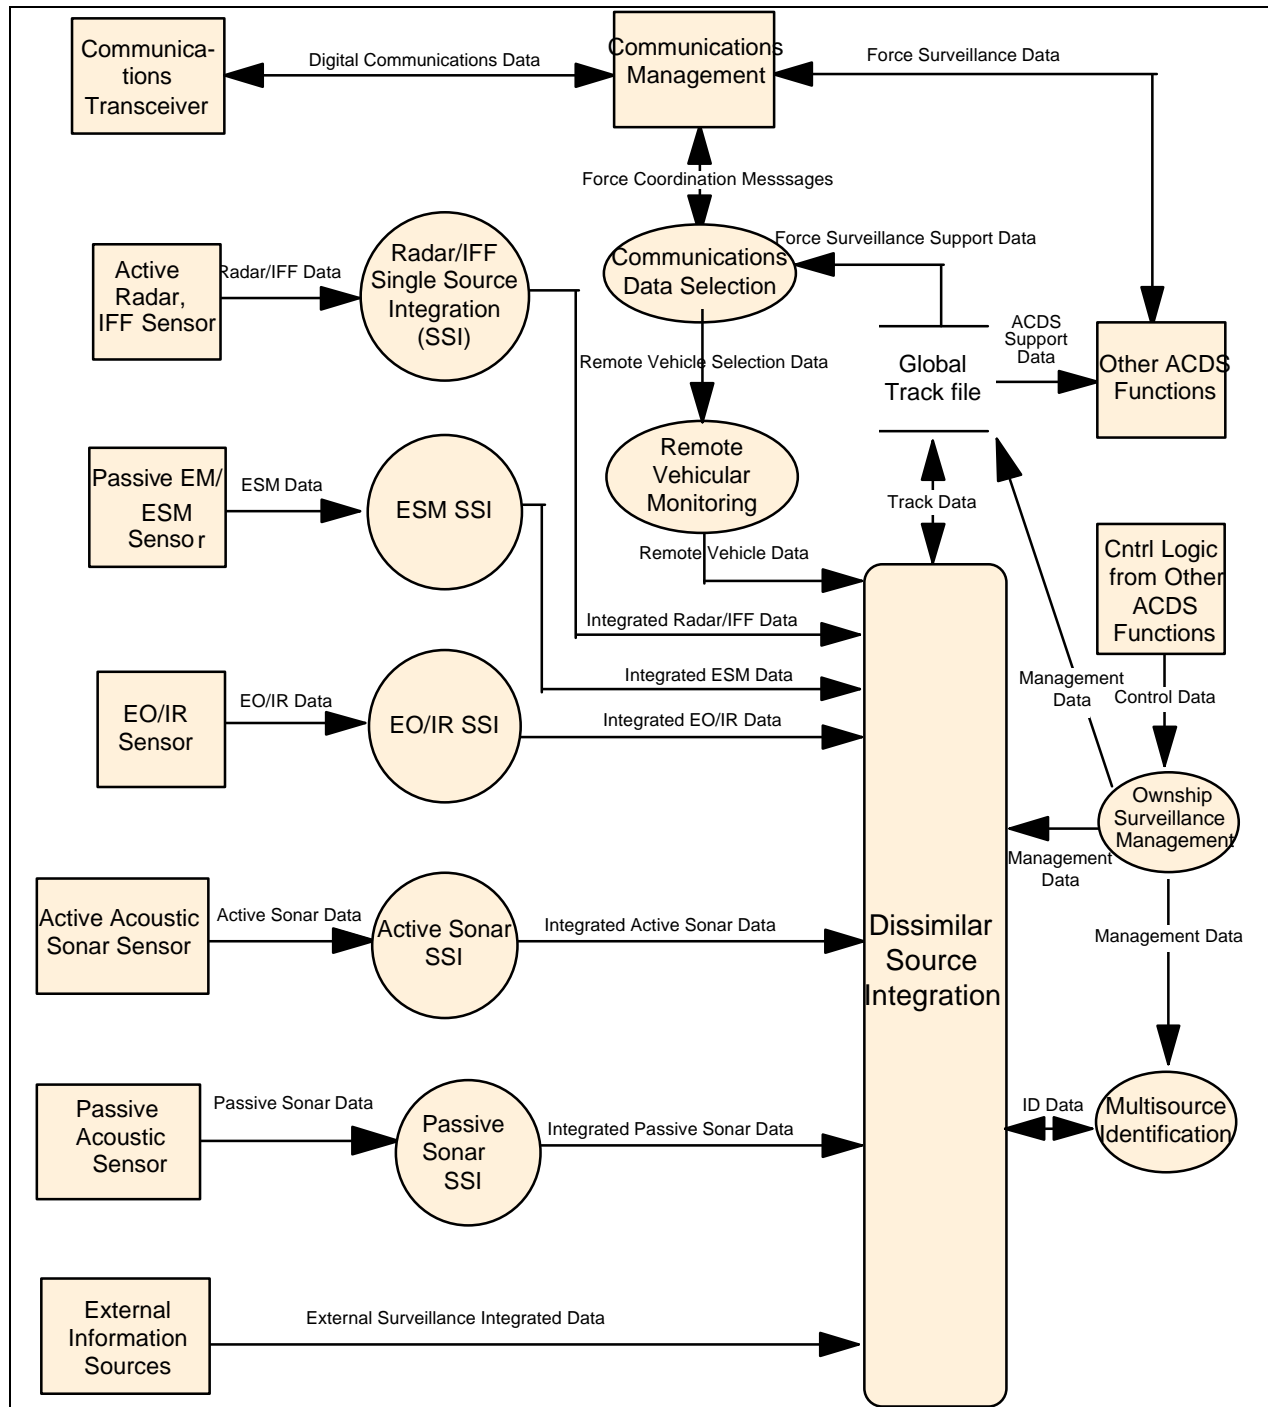 Communica-
tions
Transceiver
Digital Communications Data
Communications
Management
Force Surveillance Data
Force Coordination Messsages
Active
Radar,
IFF Sensor
Radar/IFF Data
Radar/IFF
Single Source
Integration
(SSI)
Communications
Data Selection
Force Surveillance Support Data
Remote Vehicle Selection Data
Global
Track file
ACDS
Support
Data
Other ACDS
Functions
Passive EM/
ESM
Sensor
ESM Data
ESM SSI
Remote
Vehicular
Monitoring
Track Data
Remote Vehicle Data
Cntrl Logic
from Other
ACDS
Functions
Integrated Radar/IFF Data
Integrated ESM Data
Management
Data
Control Data
EO/IR
Sensor
EO/IR Data
EO/IR SSI
Integrated EO/IR Data
Ownship
Surveillance
Management
Management
Data
Active Acoustic
Sonar Sensor
Active Sonar Data
Active Sonar
SSI
Integrated Active Sonar Data
Dissimilar
Source
Integration
Management Data
Passive
Acoustic
Sensor
Passive Sonar Data
Passive
Sonar
SSI
Integrated Passive Sonar Data
ID Data
Multisource
Identification
External
Information
Sources
External Surveillance Integrated Data